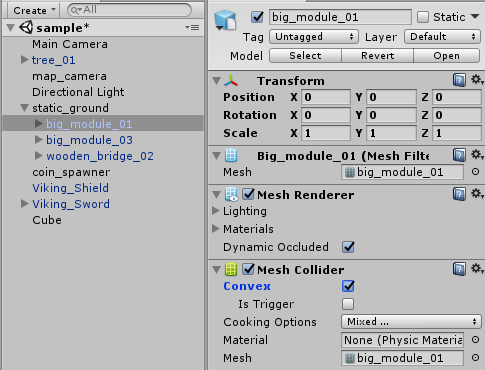 Create All
sample*
Main Camera
tree_01
map_camera
Directional Light
static_ground
big_module_01
big_module_03
wooden_bridge_02
coin_spawner
Viking_Shield
Viking_Sword
Cube
big_module_01 Static
Tag Untagged Layer Default
Model Select Revert Open
Transform
Position X 0 Y 0 Z 0
Rotation X 0 Y 0 Z 0
Scale X 1 Y 1 Z 1
Big_module_01 (Mesh Filte
Mesh big_module_01
Mesh Renderer
Lighting
Materials
Dynamic Occluded
Mesh Collider
Convex
Is Trigger
Cooking Options Mixed ...
Material None (Physic Materia
Mesh big_module_01